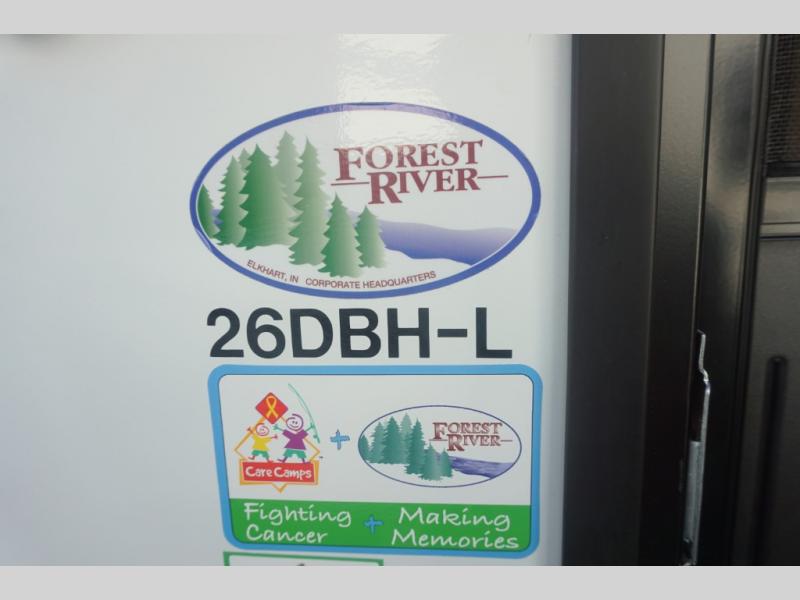 FOREST
RIVER
ELKHART, IN CORPORATE HEADQUARTERS
26DBH-L
Care Camps
FOREST
RIVER
Fighting + Making
Cancer Memories